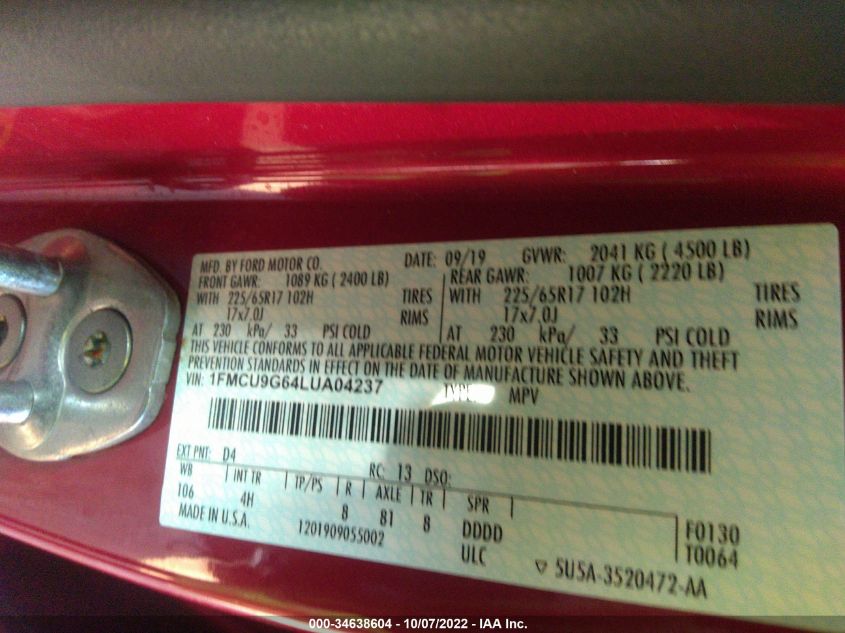 MFD. BY FORD MOTOR CO.
DATE: 09/19 GVWR: 2041 KG ( 4500 LB)
FRONT GAWR: 1089 KG ( 2400 LB)
REAR GAWR: 1007 KG ( 2220 LB)
WITH 225/65R17 102H TIRES
WITH 225/65R17 102H TIRES
17x7.0J RIMS
17x7.0J RIMS
AT 230 kPa/ 33 PSI COLD
AT 230 kPa/ 33 PSI COLD
THIS VEHICLE CONFORMS TO ALL APPLICABLE FEDERAL MOTOR VEHICLE SAFETY AND THEFT
PREVENTION STANDARDS IN EFFECT ON THE DATE OF MANUFACTURE SHOWN ABOVE.
VIN: 1FMCU9G64LUA04237
TYPE: MPV
EXT PNT: D4 RC: 13 DSO:
WB INT TR TP/PS R AXLE TR SPR
106 4H 8 81 8 DDDD
F0130
MADE IN U.S.A. 1201909055002 ULC
T0064
5U5A-3520472-AA
000-34638604 - 10/07/2022 - IAA Inc.